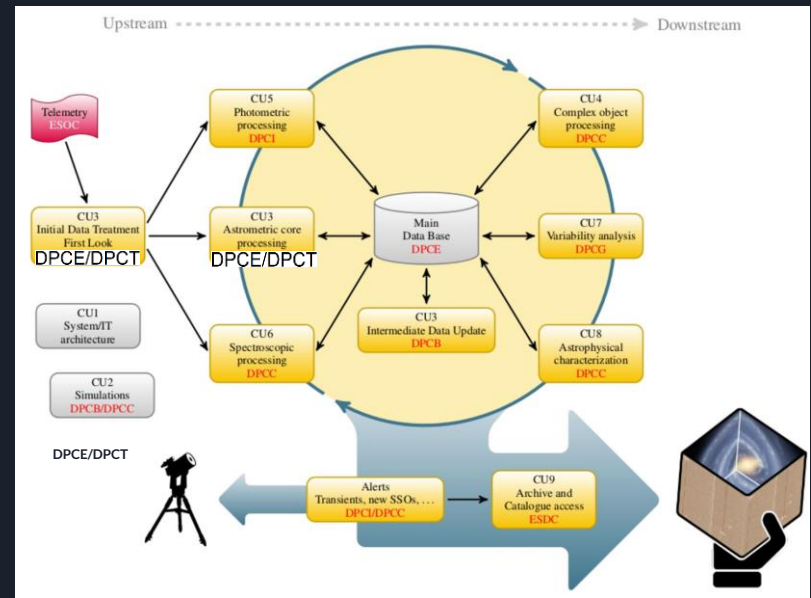 Upstream
Downstream
Telemetry
ESOC
CU5
Photometric
processing
DPCI
CU4
Complex object
processing
DPCC
CU3
Initial Data Treatment
First Look
DPCE/DPCT
CU3
Astrometric core
processing
DPCE/DPCT
Main
Data Base
DPCE
CU7
Variability analysis
DPCG
CU3
Intermediate Data Update
DPCB
CU1
System/IT
architecture
CU6
Spectroscopic
processing
DPCC
CU8
Astrophysical
characterization
DPCC
CU2
Simulations
DPCB/DPCC
DPCE/DPCT
Alerts
Transients, new SSOs, ...
DPCI/DPCC
CU9
Archive and
Catalogue access
ESDC